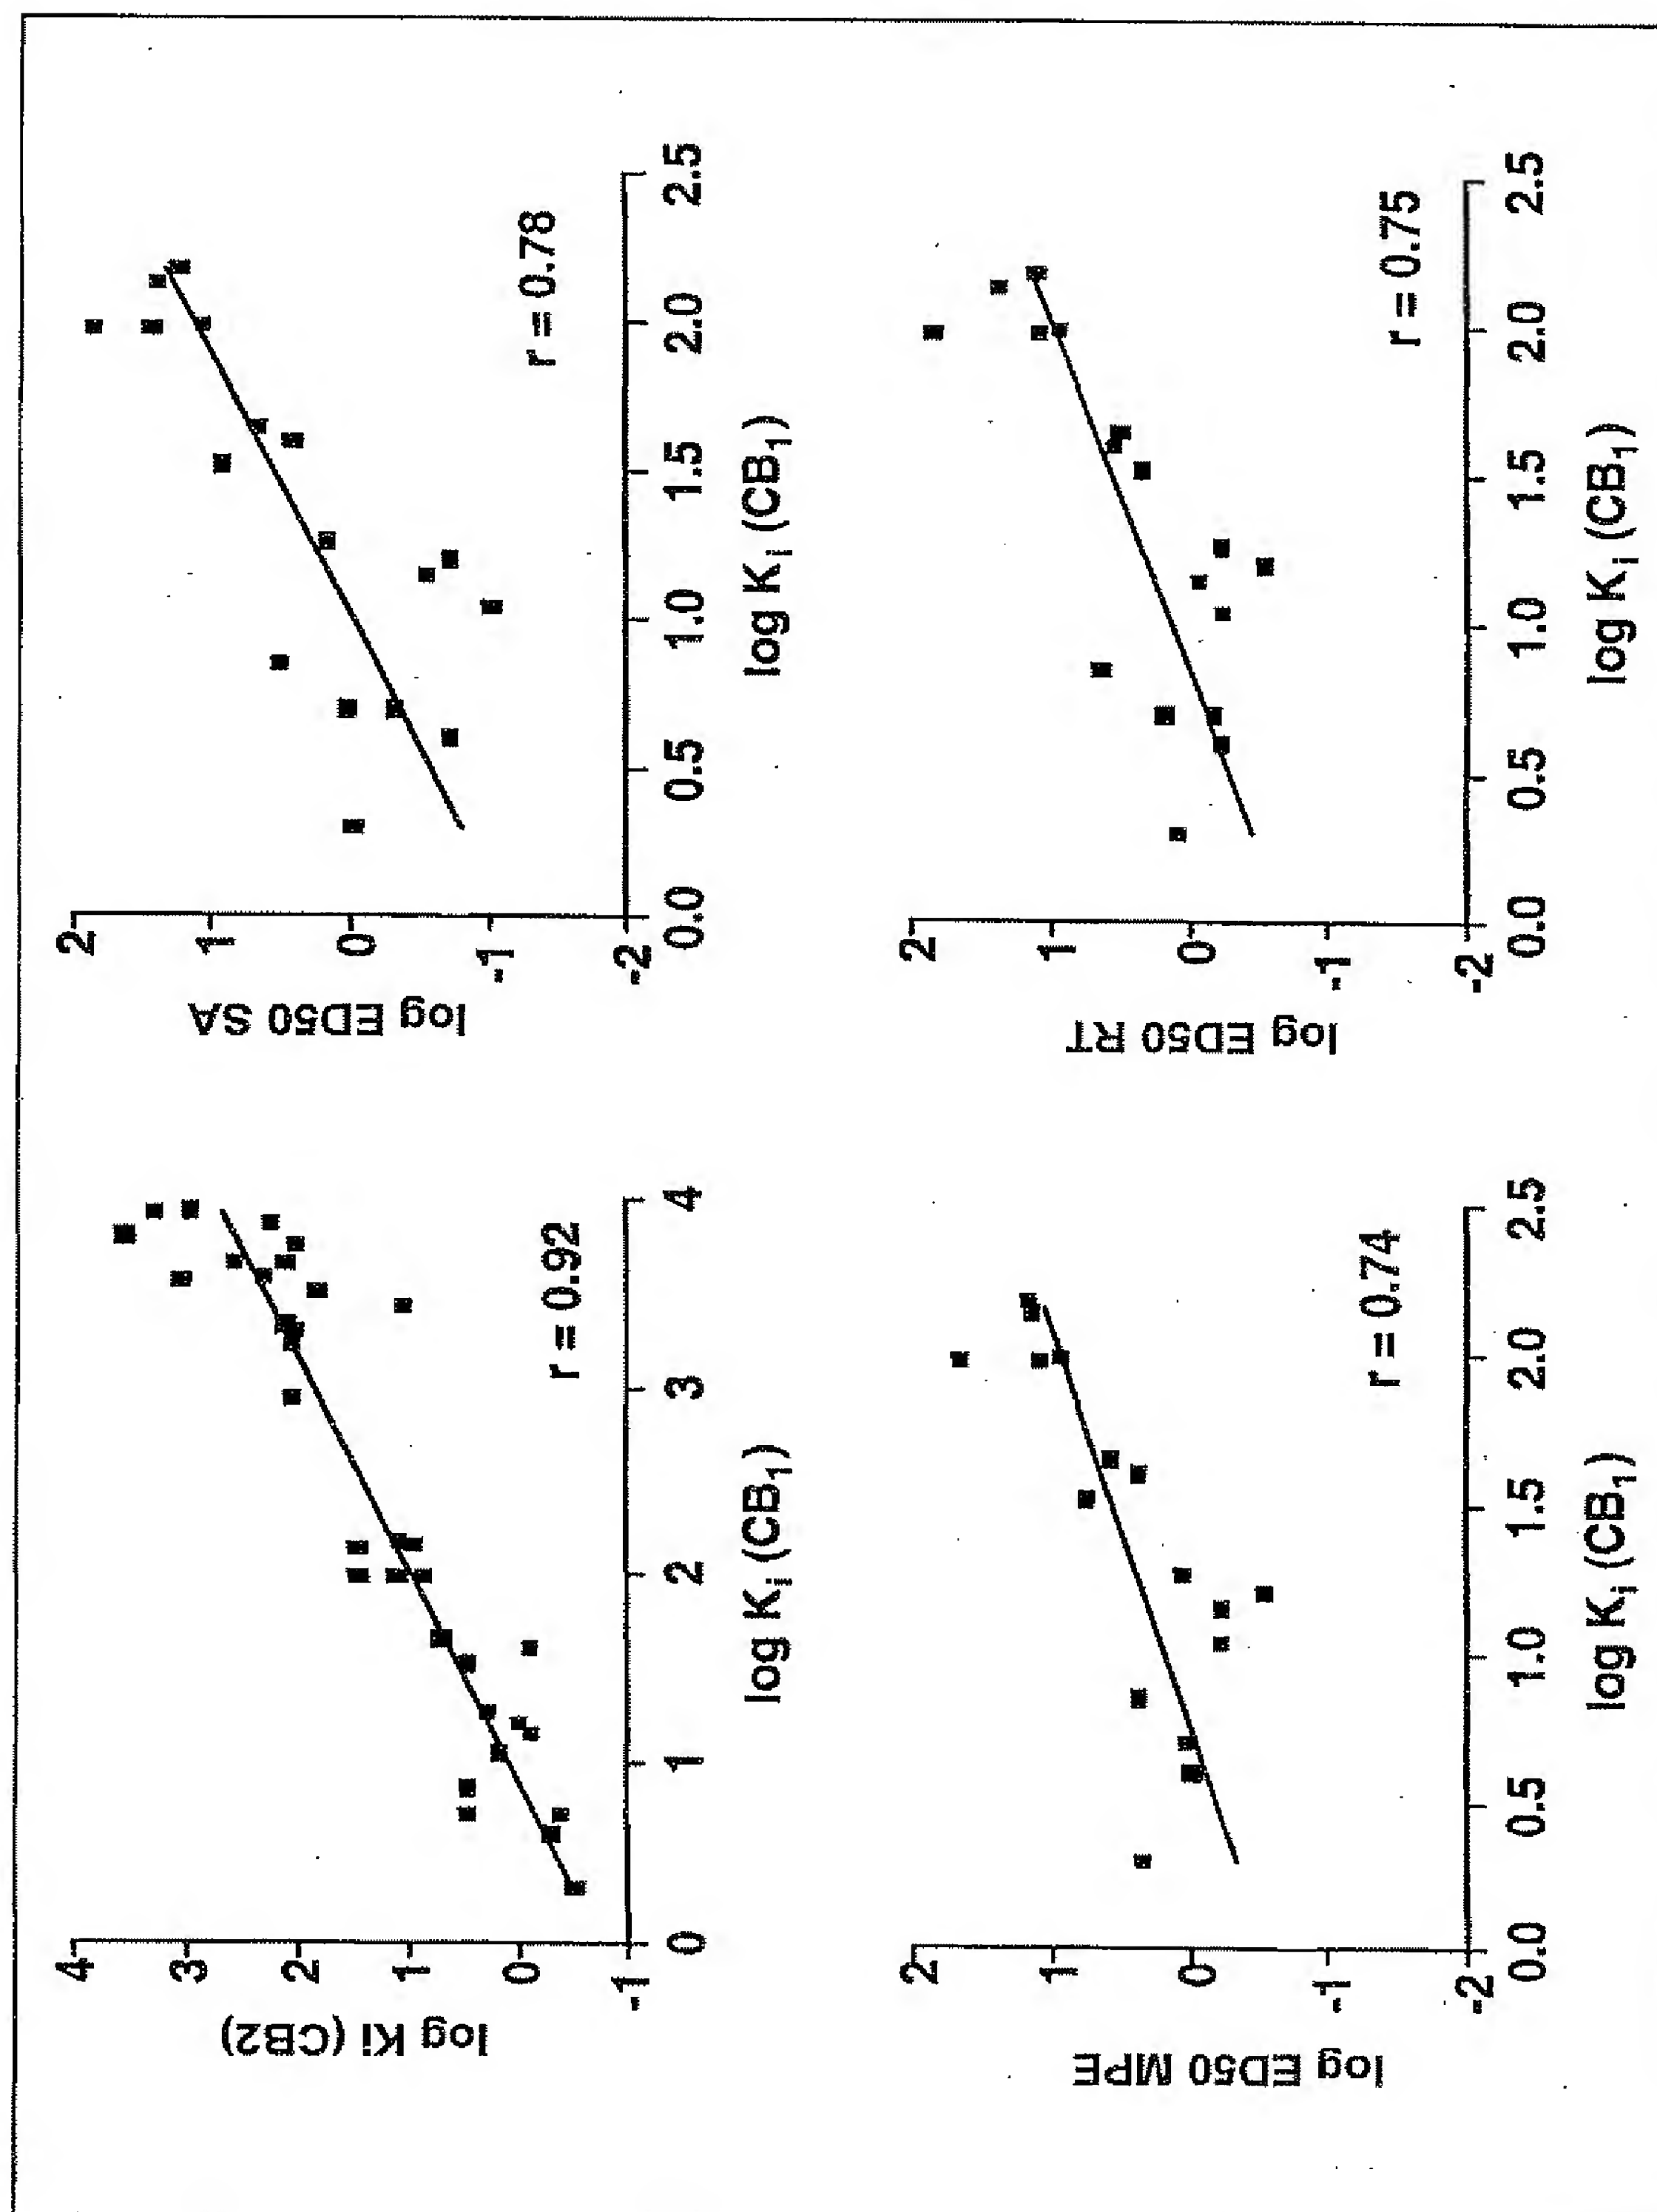 log Ki (CB2)
4
3
2
1
0
-1
r = 0.92
0 1 2 3 4
log K_i (CB₁)
log ED50 SA
2
1
0
-1
-2
r = 0.78
0.0 0.5 1.0 1.5 2.0 2.5
log K_i (CB₁)
log ED50 MPE
2
1
0
-1
-2
r = 0.74
0.0 0.5 1.0 1.5 2.0 2.5
log K_i (CB₁)
log ED50 RT
2
1
0
-1
-2
r = 0.75
0.0 0.5 1.0 1.5 2.0 2.5
log K_i (CB₁)